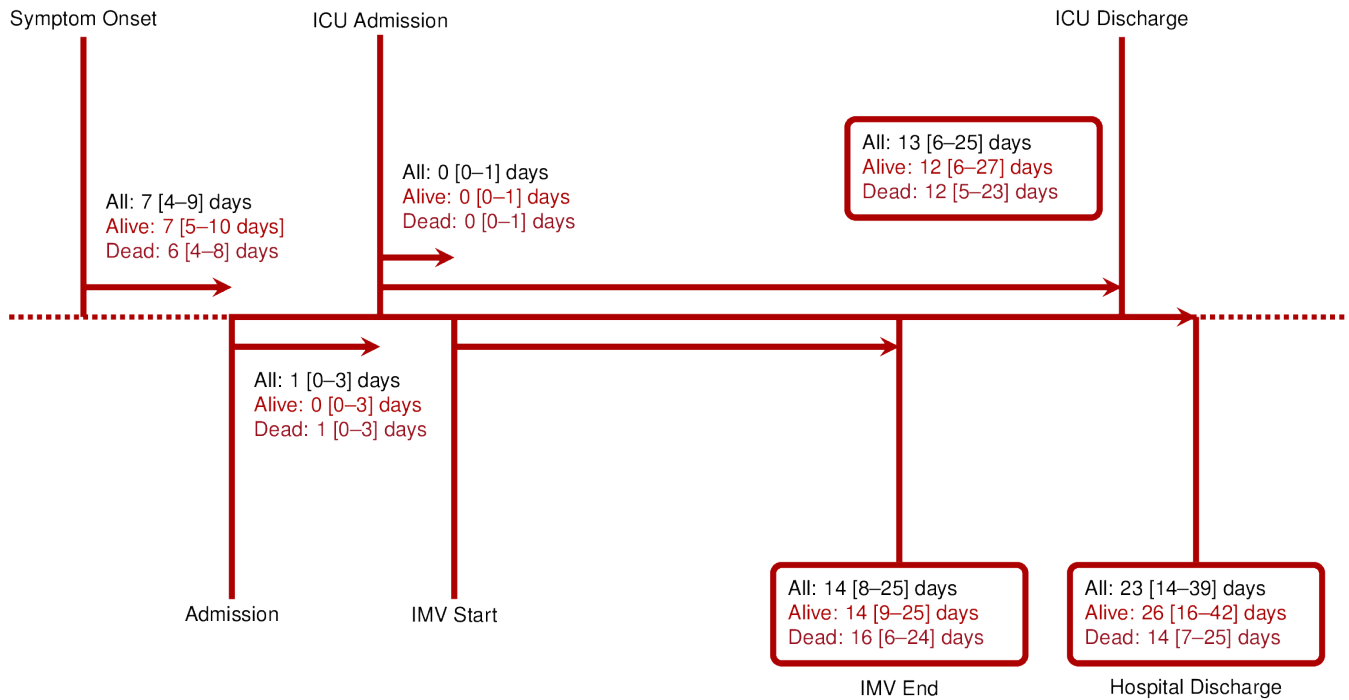 Symptom Onset
ICU Admission
ICU Discharge
All: 13 [6–25] days
Alive: 12 [6–27] days
Dead: 12 [5–23] days
All: 0 [0–1] days
Alive: 0 [0–1] days
Dead: 0 [0–1] days
All: 7 [4–9] days
Alive: 7 [5–10 days]
Dead: 6 [4–8] days
All: 1 [0–3] days
Alive: 0 [0–3] days
Dead: 1 [0–3] days
Admission
IMV Start
All: 14 [8–25] days
Alive: 14 [9–25] days
Dead: 16 [6–24] days
IMV End
All: 23 [14–39] days
Alive: 26 [16–42] days
Dead: 14 [7–25] days
Hospital Discharge